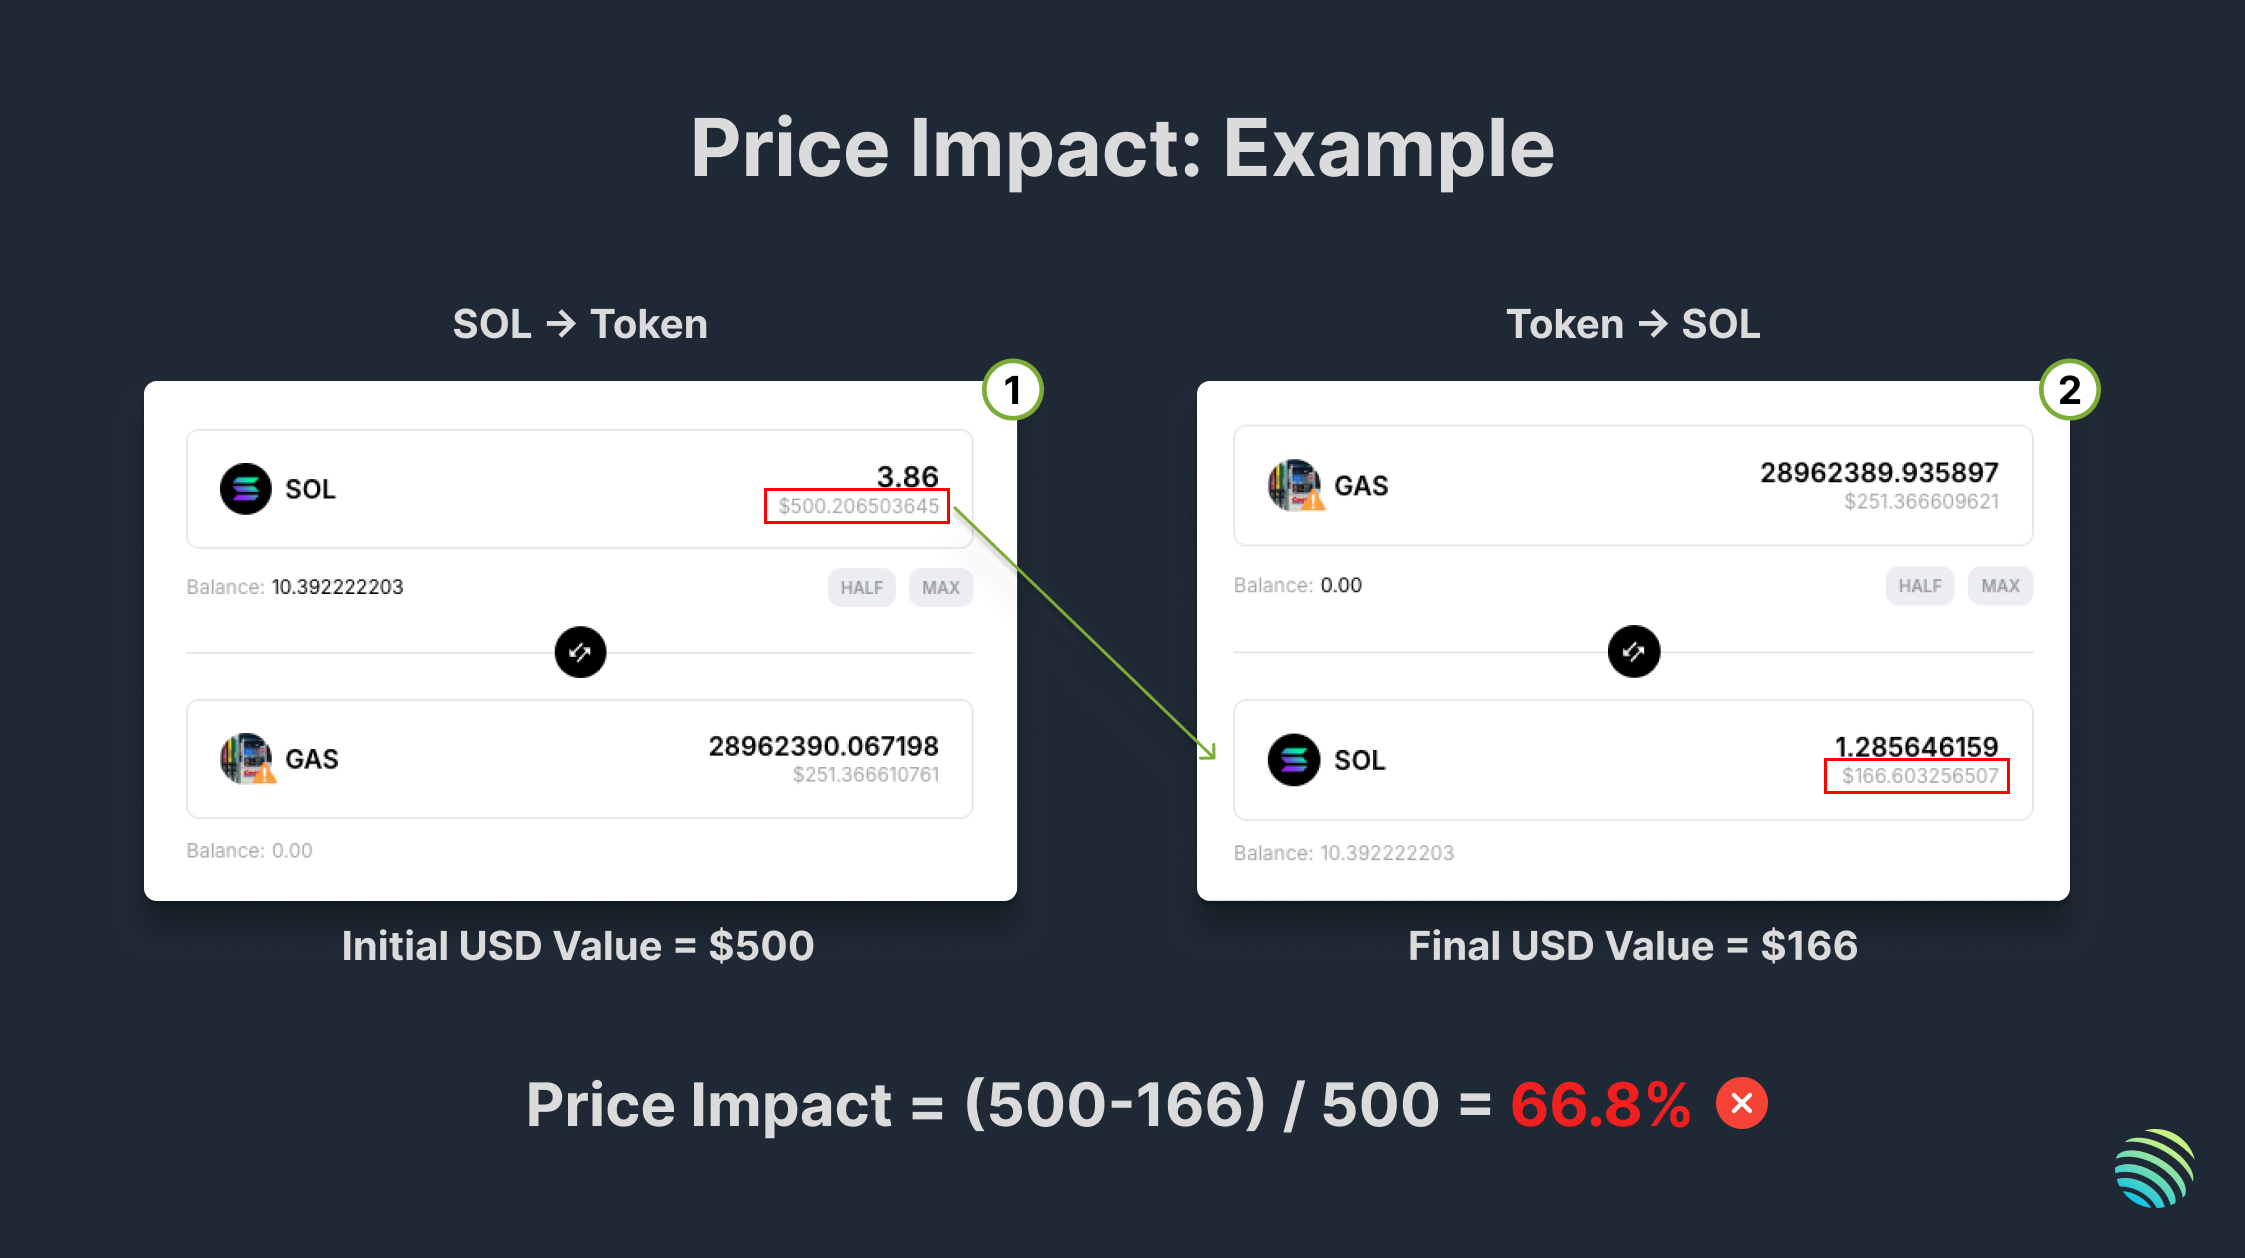 Price Impact: Example
SOL → Token
1
SOL
3.86
$500.206503645
Balance: 10.392222203
HALF
MAX
GAS
28962390.067198
$251.366610761
Balance: 0.00
Initial USD Value = $500
Token → SOL
2
GAS
28962389.935897
$251.366609621
Balance: 0.00
HALF
MAX
SOL
1.285646159
$166.603256507
Balance: 10.392222203
Final USD Value = $166
Price Impact = (500-166) / 500 = 66.8%